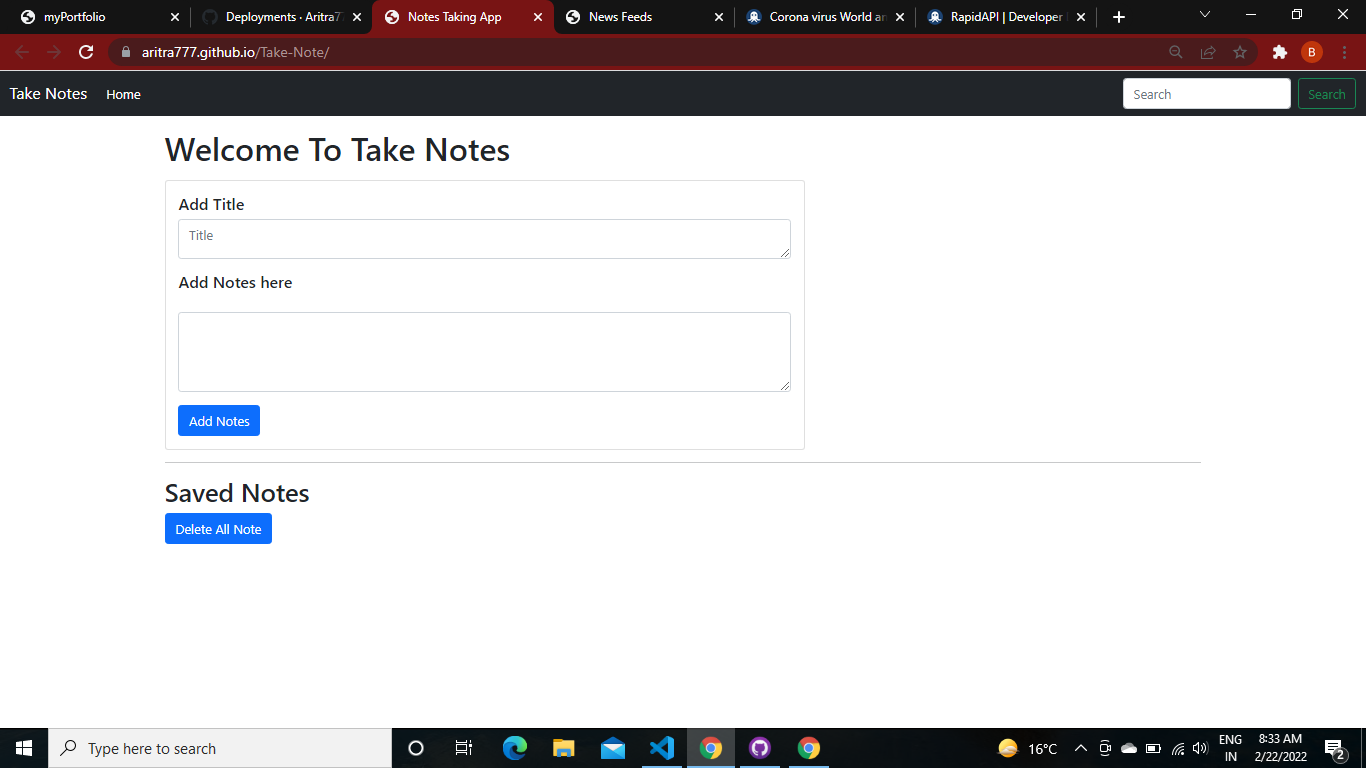 myPortfolio
Deployments · Aritra7
Notes Taking App
News Feeds
Corona virus World an
RapidAPI | Developer
aritra777.github.io/Take-Note/
B
Take Notes Home Search Search
Welcome To Take Notes
Add Title
Title
Add Notes here
Add Notes
Saved Notes
Delete All Note
Type here to search
16°C
ENG
IN
8:33 AM
2/22/2022
2